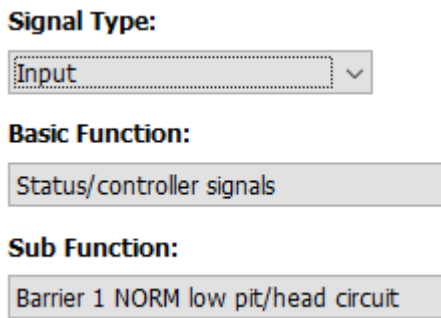 Signal Type:
Input
Basic Function:
Status/controller signals
Sub Function:
Barrier 1 NORM low pit/head circuit